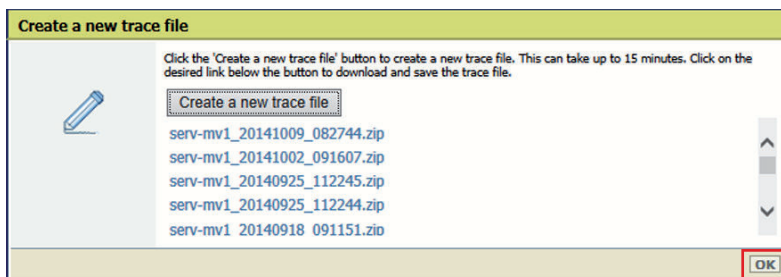 Create a new trace file
Click the 'Create a new trace file' button to create a new trace file. This can take up to 15 minutes. Click on the
desired link below the button to download and save the trace file.
Create a new trace file
serv-mv1_20141009_082744.zip
serv-mv1_20141002_091607.zip
serv-mv1_20140925_112245.zip
serv-mv1_20140925_112244.zip
serv-mv1_20140918_091151.zip
OK